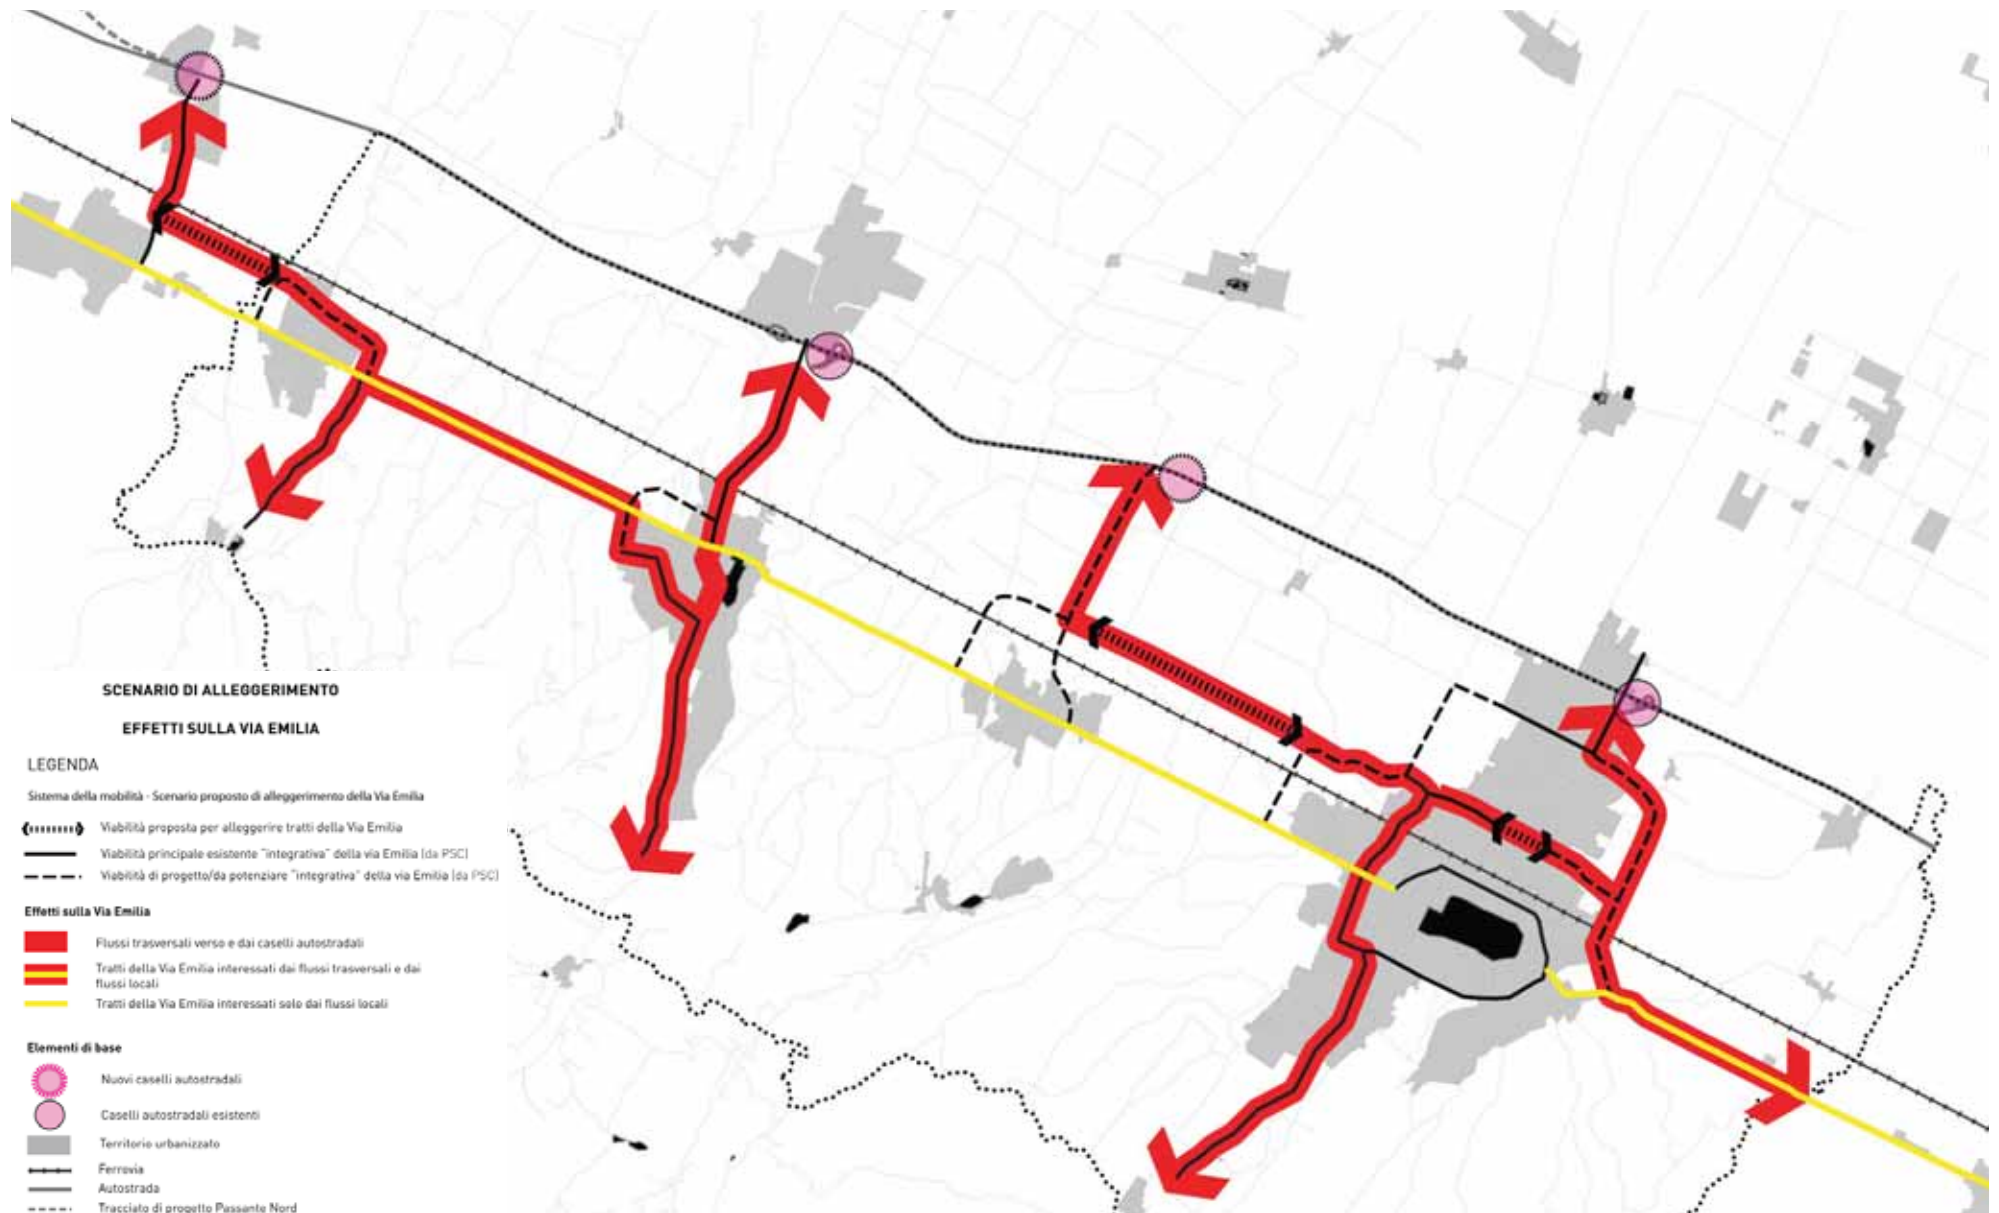 SCENARIO DI ALLEGGERIMENTO
EFFETTI SULLA VIA EMILIA
LEGENDA
Sistema della mobilità - Scenario proposto di alleggerimento della Via Emilia
Viabilità proposta per alleggerire tratti della Via Emilia
Viabilità principale esistente "integrativa" della via Emilia (da PSC)
Viabilità di progetto/da potenziare "integrativa" della via Emilia (da PSC)
Effetti sulla Via Emilia
Flussi trasversali verso e dai caselli autostradali
Tratti della Via Emilia interessati dai flussi trasversali e dai
flussi locali
Tratti della Via Emilia interessati solo dai flussi locali
Elementi di base
Nuovi caselli autostradali
Caselli autostradali esistenti
Territorio urbanizzato
Ferrovia
Autostrada
Tracciato di progetto Passante Nord